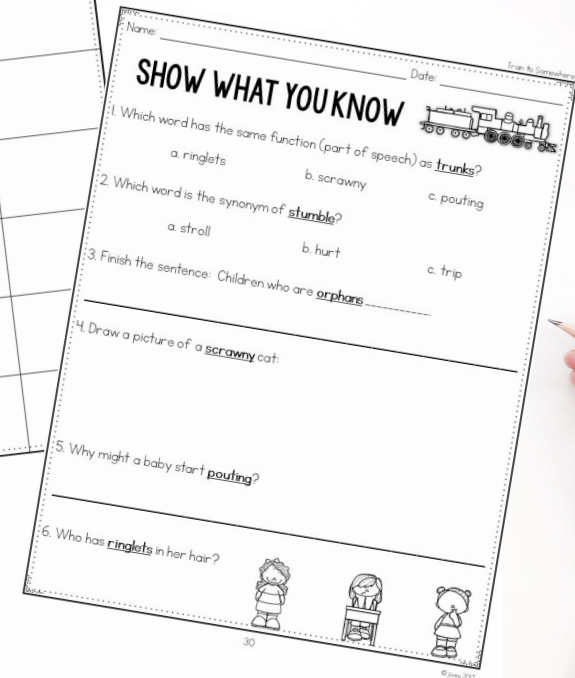 Name: Date:
Train to Somewhere
SHOW WHAT YOU KNOW
1. Which word has the same function (part of speech) as trunks?
a. ringlets b. scrawny c. pouting
2. Which word is the synonym of stumble?
a. stroll b. hurt c. trip
3. Finish the sentence: Children who are orphans
4. Draw a picture of a scrawny cat:
5. Why might a baby start pouting?
6. Who has ringlets in her hair?
30